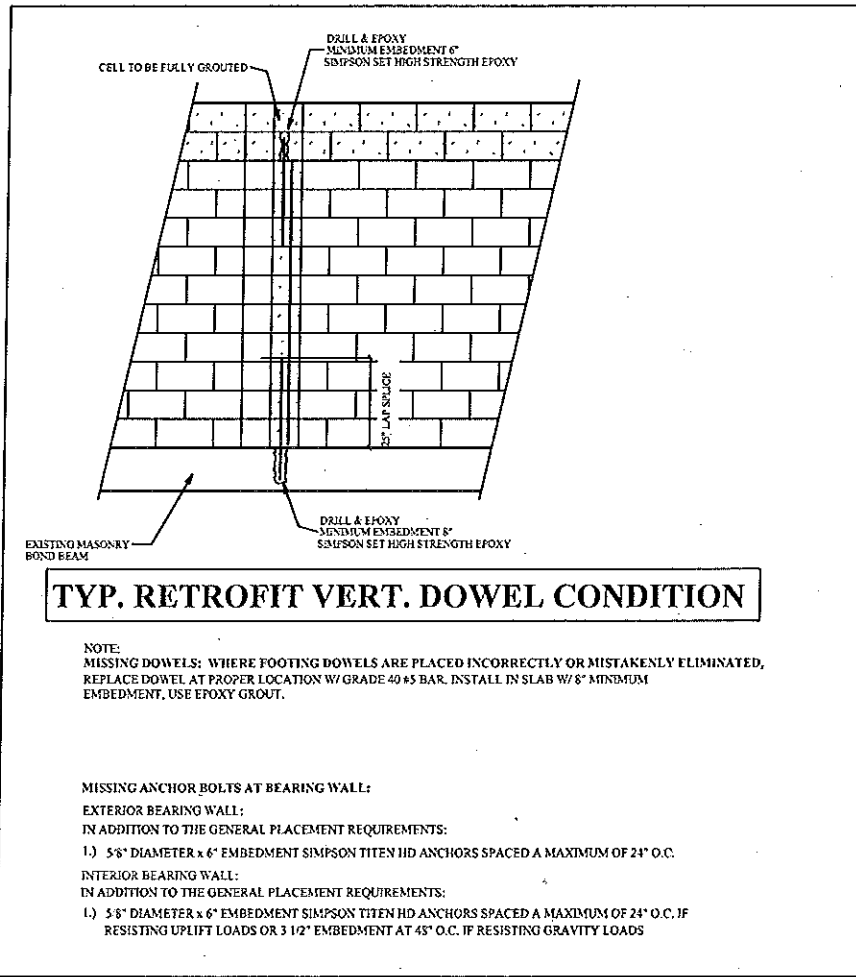 DRILL & EPOXY
MINIMUM EMBEDMENT 6"
SIMPSON SET HIGH STRENGTH EPOXY
CELL TO BE FULLY GROUTED
25" LAP SPLICE
DRILL & EPOXY
MINIMUM EMBEDMENT 8"
SIMPSON SET HIGH STRENGTH EPOXY
EXISTING MASONRY
BOND BEAM
TYP. RETROFIT VERT. DOWEL CONDITION
NOTE:
MISSING DOWELS: WHERE FOOTING DOWELS ARE PLACED INCORRECTLY OR MISTAKENLY ELIMINATED,
REPLACE DOWEL AT PROPER LOCATION W/ GRADE 40 #5 BAR. INSTALL IN SLAB W/ 8" MINIMUM
EMBEDMENT, USE EPOXY GROUT.
MISSING ANCHOR BOLTS AT BEARING WALL:
EXTERIOR BEARING WALL:
IN ADDITION TO THE GENERAL PLACEMENT REQUIREMENTS:
1.) 5/8" DIAMETER x 6" EMBEDMENT SIMPSON TITEN HD ANCHORS SPACED A MAXIMUM OF 24" O.C.
INTERIOR BEARING WALL:
IN ADDITION TO THE GENERAL PLACEMENT REQUIREMENTS:
1.) 5/8" DIAMETER x 6" EMBEDMENT SIMPSON TITEN HD ANCHORS SPACED A MAXIMUM OF 24" O.C. IF
RESISTING UPLIFT LOADS OR 3 1/2" EMBEDMENT AT 48" O.C. IF RESISTING GRAVITY LOADS